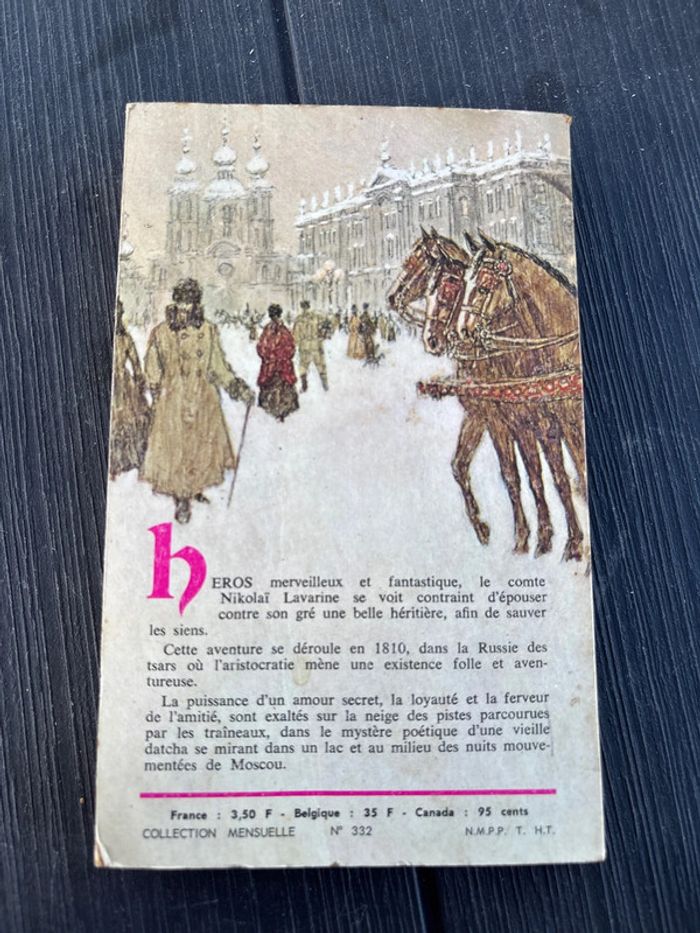 hEROS merveilleux et fantastique, le comte
Nikolaï Lavarine se voit contraint d'épouser
contre son gré une belle héritière, afin de sauver
les siens.
Cette aventure se déroule en 1810, dans la Russie des
tsars où l'aristocratie mène une existence folle et aven-
tureuse.
La puissance d'un amour secret, la loyauté et la ferveur
de l'amitié, sont exaltés sur la neige des pistes parcourues
par les traîneaux, dans le mystère poétique d'une vieille
datcha se mirant dans un lac et au milieu des nuits mouve-
mentées de Moscou.
France : 3,50 F - Belgique : 35 F - Canada : 95 cents
COLLECTION MENSUELLE N° 332 N.M.P.P. T. H.T.